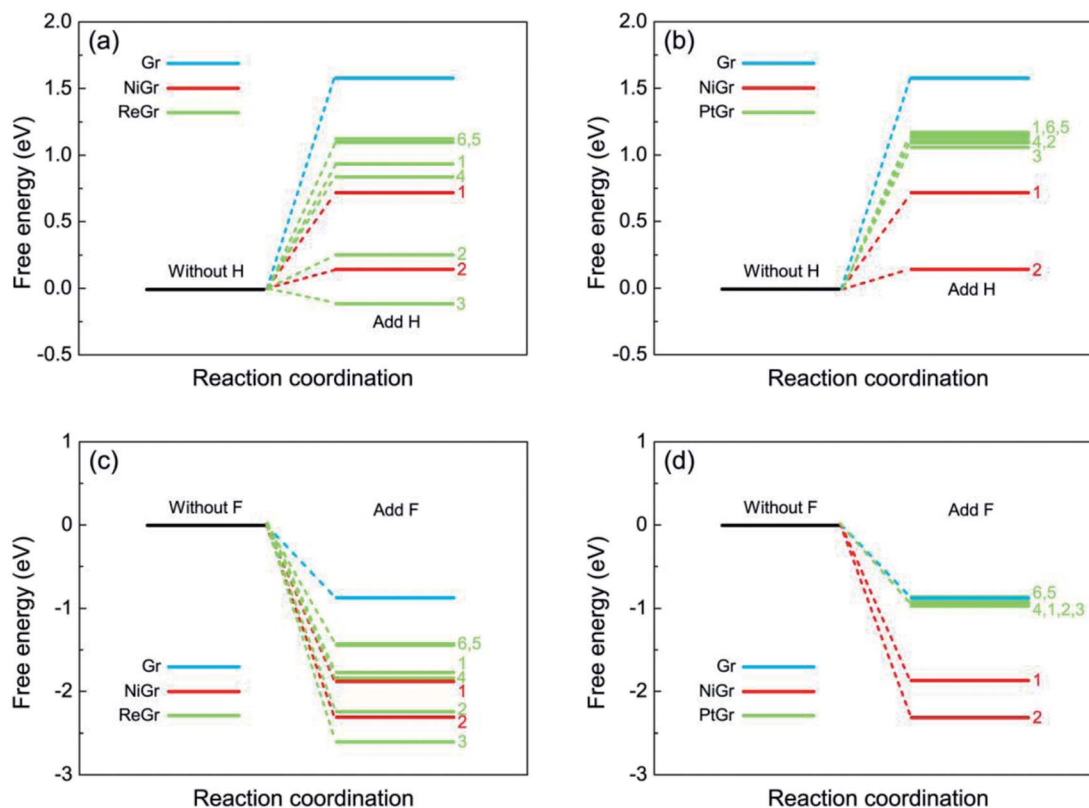 (a)
2.0
1.5
1.0
0.5
0.0
-0.5
Free energy (eV)
Gr
NiGr
ReGr
Without H
Add H
6,5
1
4
1
2
2
3
Reaction coordination
(b)
2.0
1.5
1.0
0.5
0.0
-0.5
Free energy (eV)
Gr
NiGr
PtGr
Without H
Add H
1,6,5
4,2
3
1
2
Reaction coordination
(c)
1
0
-1
-2
-3
Free energy (eV)
Without F
Add F
Gr
NiGr
ReGr
6,5
1
4
1
2
2
3
Reaction coordination
(d)
1
0
-1
-2
-3
Free energy (eV)
Without F
Add F
Gr
NiGr
PtGr
6,5
4,1,2,3
1
2
Reaction coordination